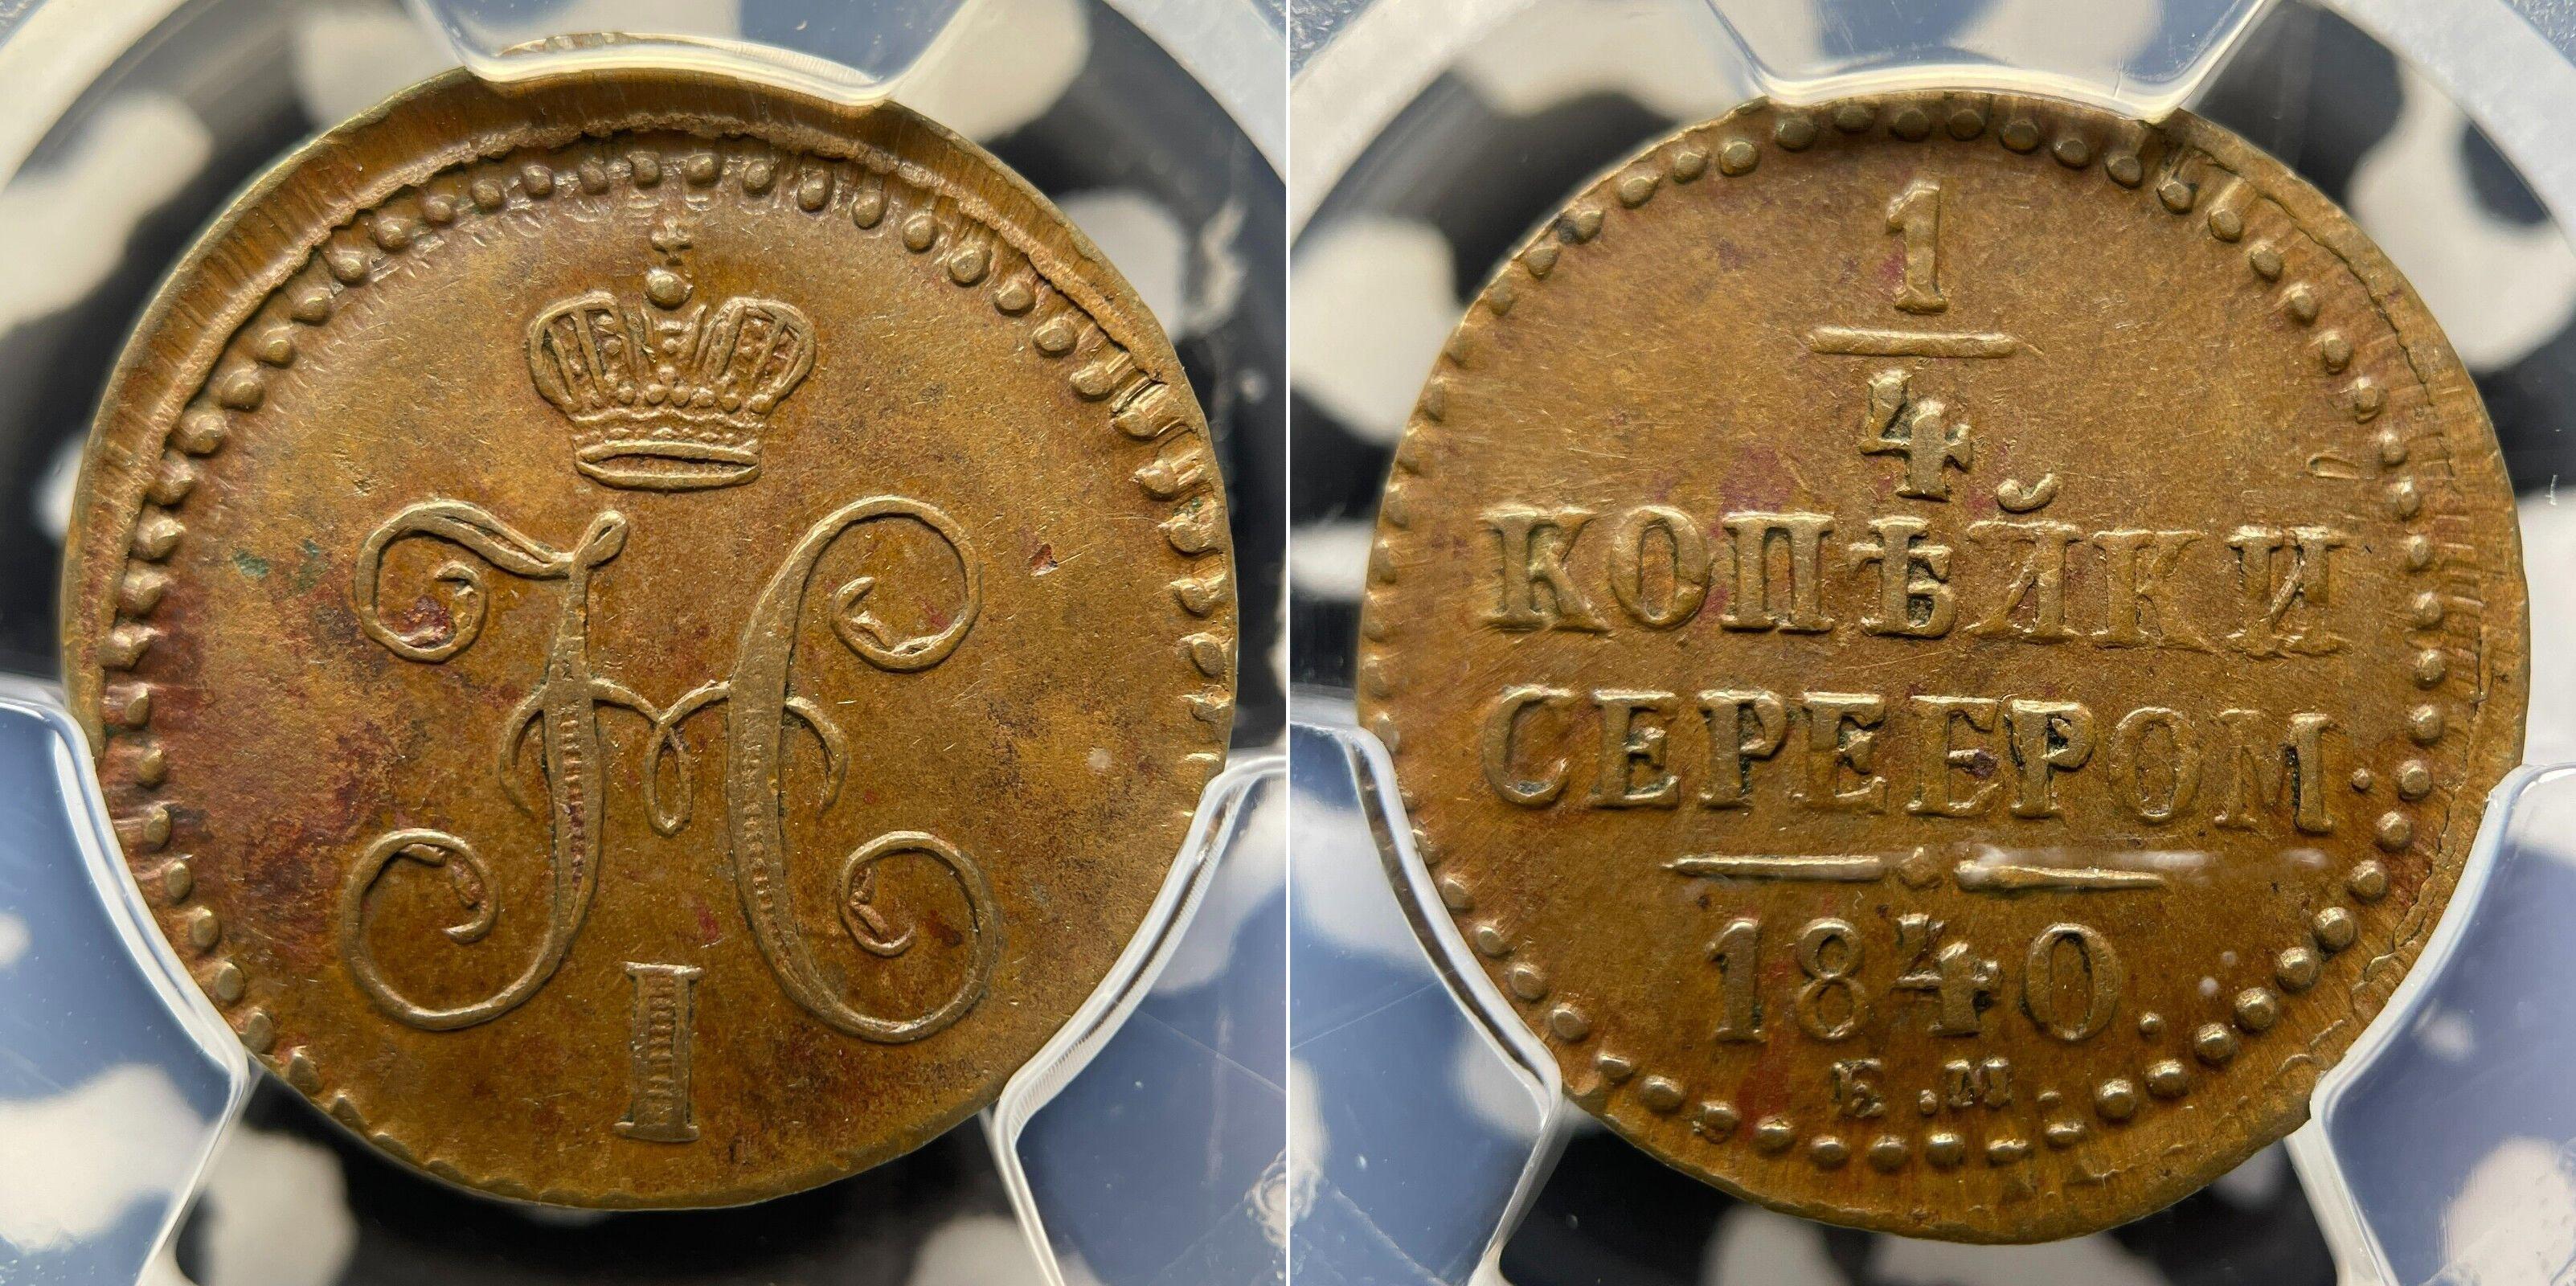 Н
I
1
4
КОПѢЙКИ
СЕРЕБРОМ.
1840.
Е.М.